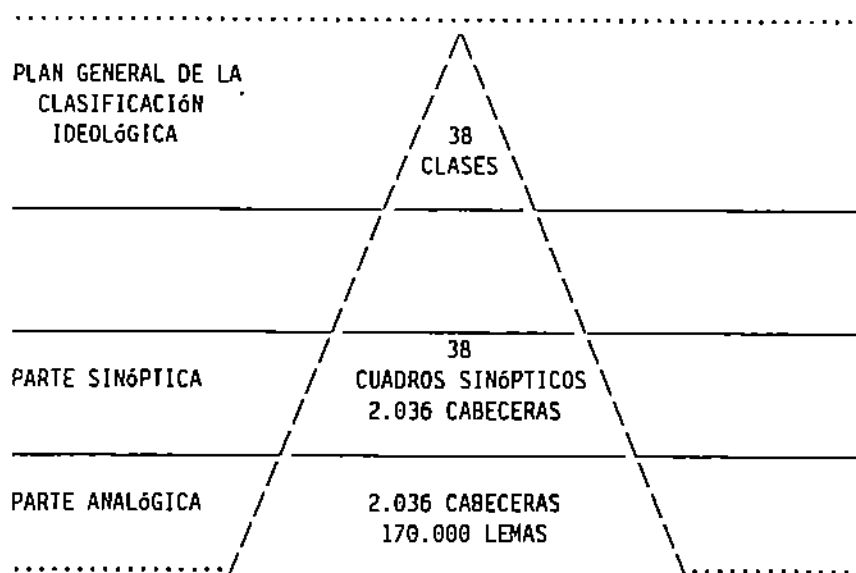 PLAN GENERAL DE LA
CLASIFICACIóN
IDEOLóGICA
38
CLASES
38
PARTE SINóPTICA
CUADROS SINóPTICOS
2.036 CABECERAS
PARTE ANALóGICA
2.036 CABECERAS
170.000 LEMAS